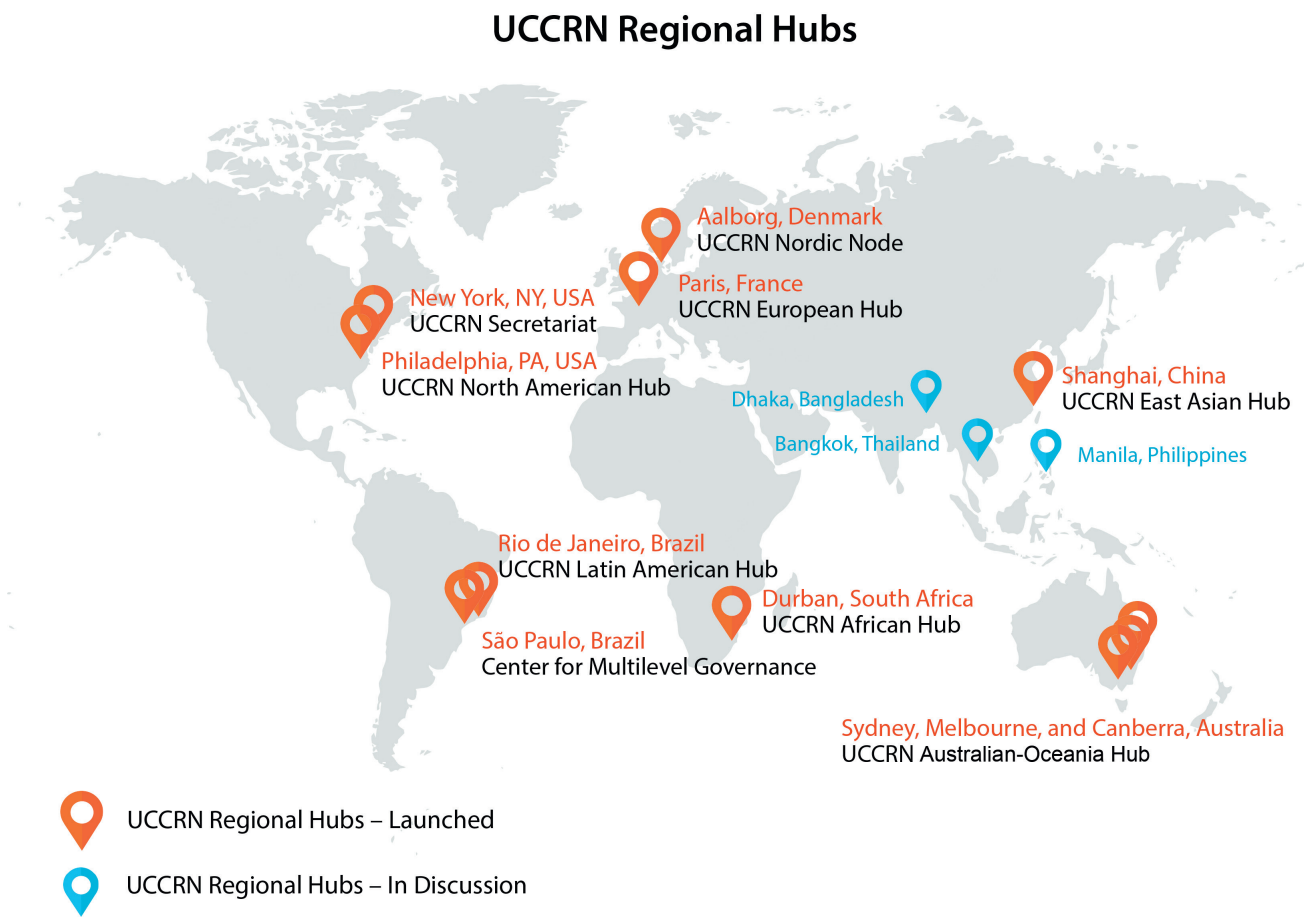 UCCRN Regional Hubs
Aalborg, Denmark
UCCRN Nordic Node
Paris, France
UCCRN European Hub
New York, NY, USA
UCCRN Secretariat
Philadelphia, PA, USA
UCCRN North American Hub
Shanghai, China
UCCRN East Asian Hub
Dhaka, Bangladesh
Bangkok, Thailand
Manila, Philippines
Rio de Janeiro, Brazil
UCCRN Latin American Hub
São Paulo, Brazil
Center for Multilevel Governance
Durban, South Africa
UCCRN African Hub
Sydney, Melbourne, and Canberra, Australia
UCCRN Australian-Oceania Hub
UCCRN Regional Hubs – Launched
UCCRN Regional Hubs – In Discussion